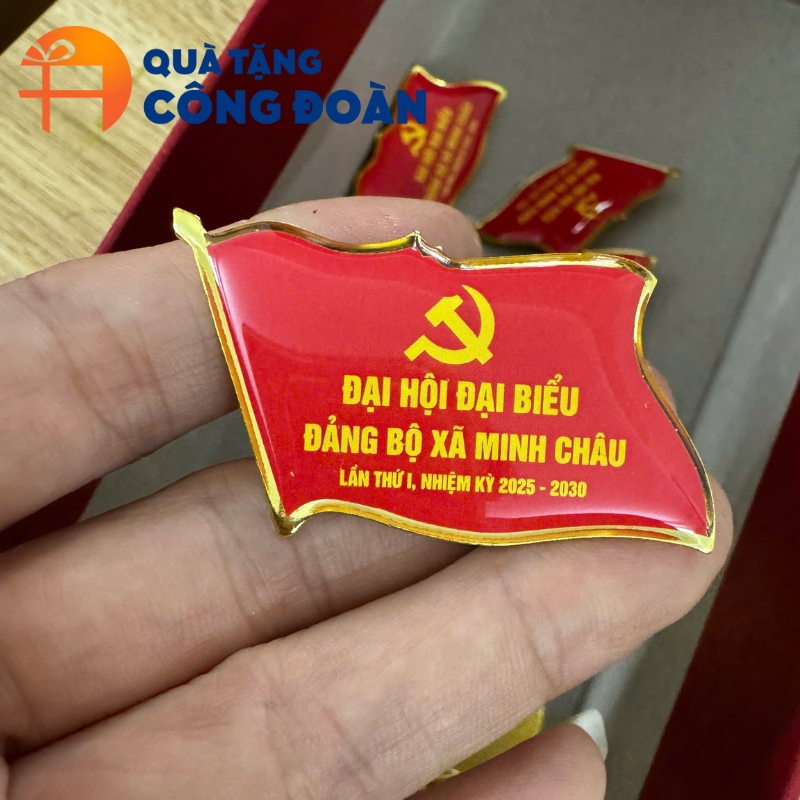 QUÀ TẶNG
CÔNG ĐOÀN
ĐẠI HỘI ĐẠI BIỂU
ĐẢNG BỘ XÃ MINH CHÂU
LẦN THỨ I, NHIỆM KỲ 2025 - 2030